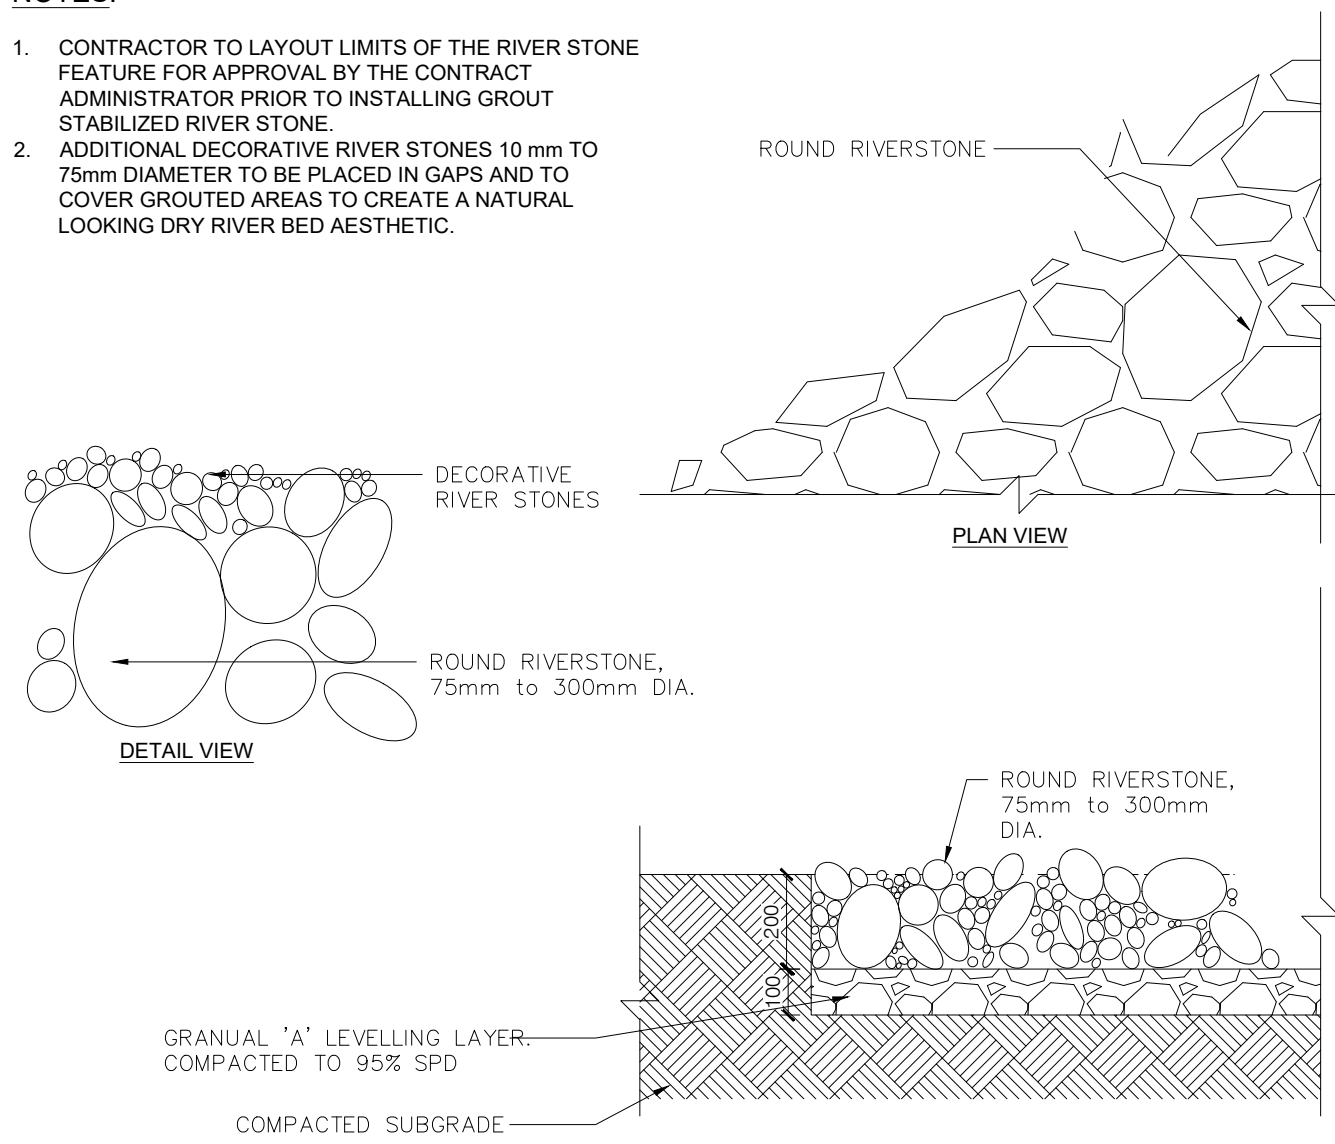 NOTES:
1. CONTRACTOR TO LAYOUT LIMITS OF THE RIVER STONE
FEATURE FOR APPROVAL BY THE CONTRACT
ADMINISTRATOR PRIOR TO INSTALLING GROUT
STABILIZED RIVER STONE.
2. ADDITIONAL DECORATIVE RIVER STONES 10 mm TO
75mm DIAMETER TO BE PLACED IN GAPS AND TO
COVER GROUTED AREAS TO CREATE A NATURAL
LOOKING DRY RIVER BED AESTHETIC.
ROUND RIVERSTONE
PLAN VIEW
DECORATIVE
RIVER STONES
ROUND RIVERSTONE,
75mm to 300mm DIA.
DETAIL VIEW
ROUND RIVERSTONE,
75mm to 300mm
DIA.
200
100
GRANUAL 'A' LEVELLING LAYER.
COMPACTED TO 95% SPD
COMPACTED SUBGRADE